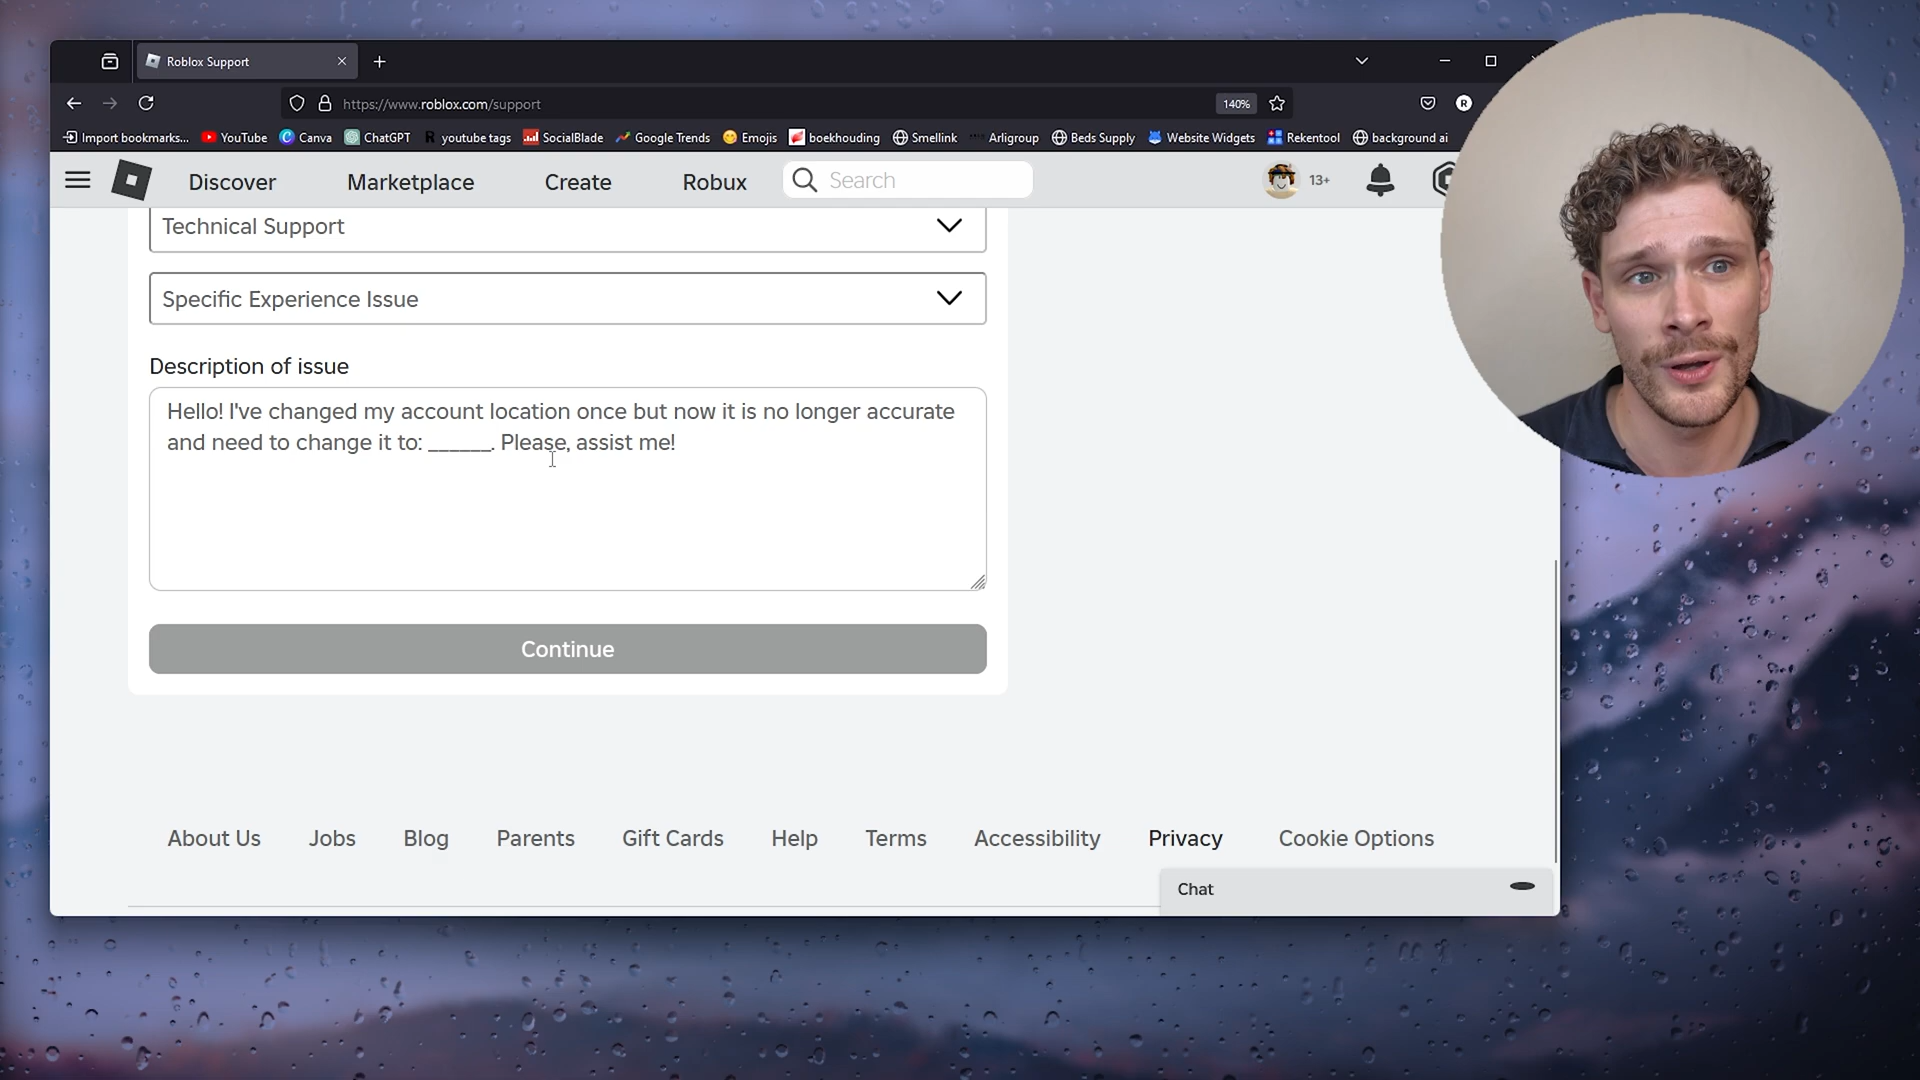 Roblox Support
https://www.roblox.com/support
140%
R
Import bookmarks...
YouTube
Canva
ChatGPT
R youtube tags
SocialBlade
Google Trends
Emojis
boekhouding
Smellink
Arligroup
Beds Supply
Website Widgets
Rekentool
background ai
Discover
Marketplace
Create
Robux
Search
13+
Technical Support
Specific Experience Issue
Description of issue
Hello! I've changed my account location once but now it is no longer accurate
and need to change it to: ______. Please, assist me!
Continue
About Us
Jobs
Blog
Parents
Gift Cards
Help
Terms
Accessibility
Privacy
Cookie Options
Chat